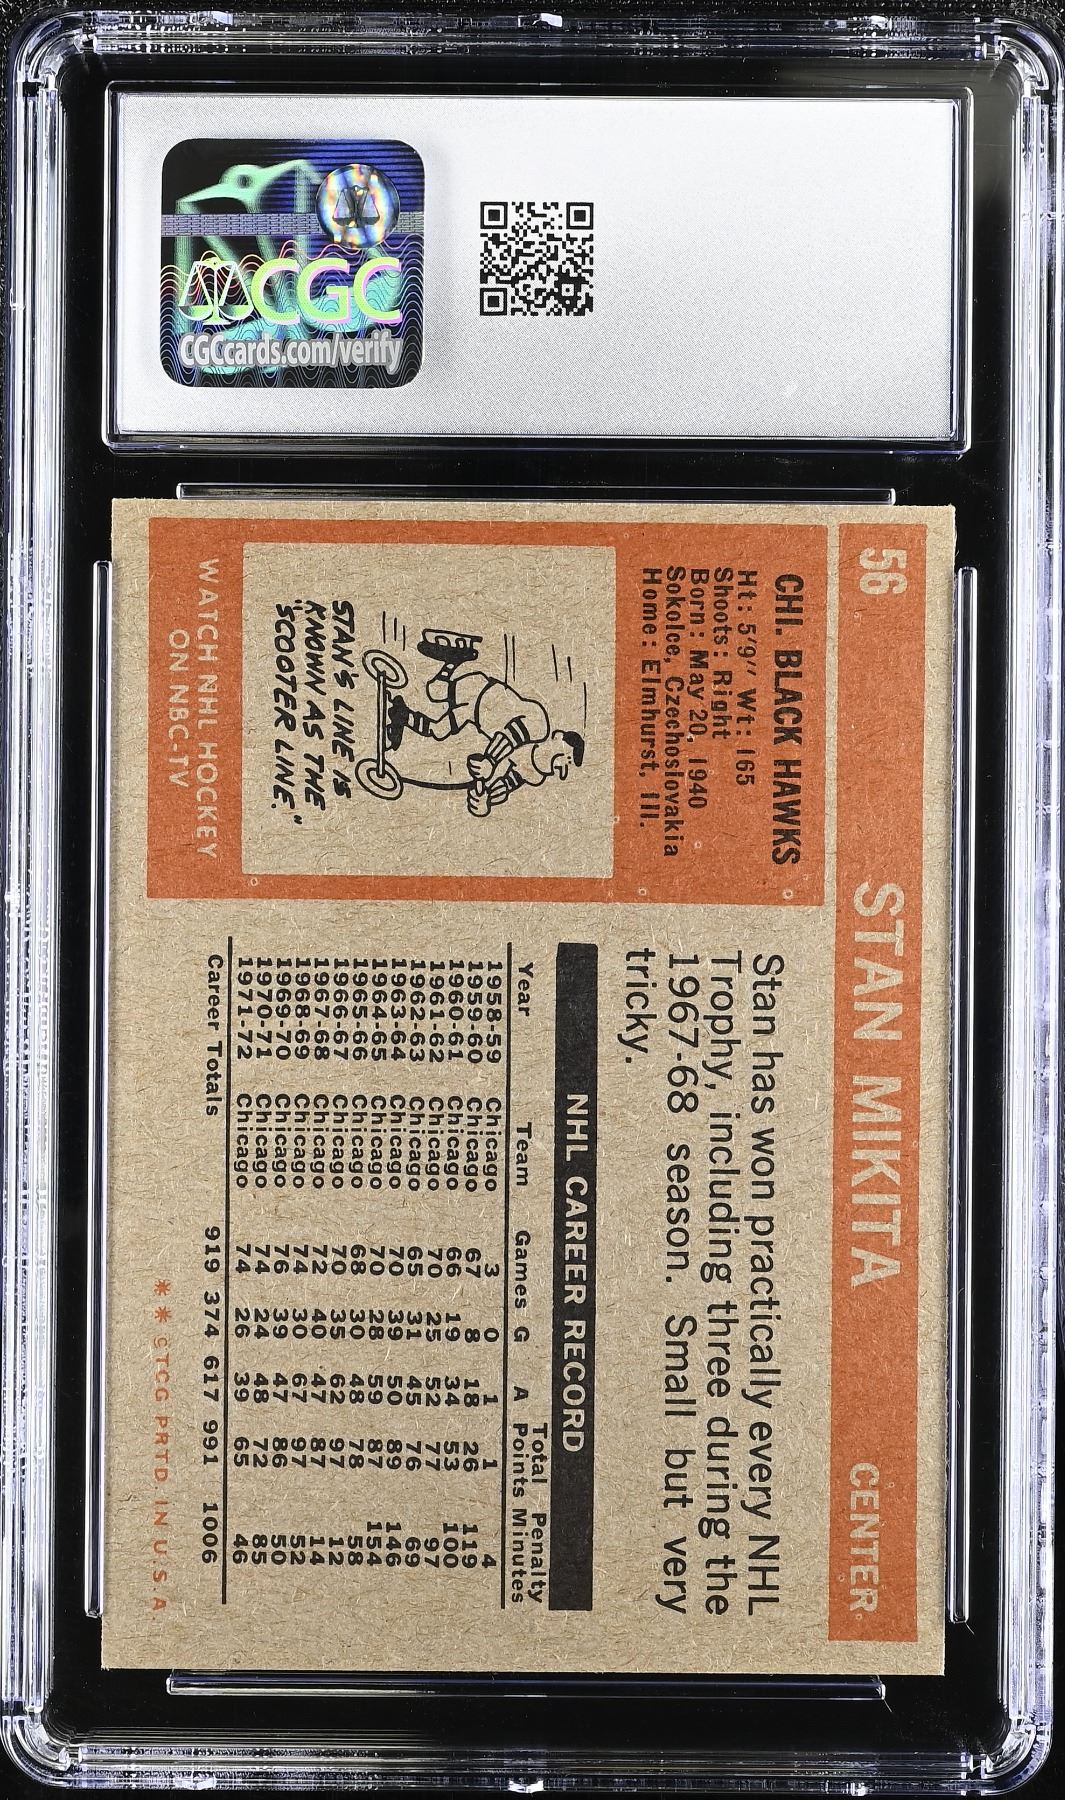 CGC
CGCcards.com/verify
56 STAN MIKITA CENTER
CHI. BLACK HAWKS
Ht: 5'9" Wt: 165
Shoots: Right
Born: May 20, 1940
Sokolce, Czechoslovakia
Home: Elmhurst, Ill.
STAN'S LINE IS
KNOWN AS THE
"SCOOTER LINE."
WATCH NHL HOCKEY
ON NBC-TV
Stan has won practically every NHL
Trophy, including three during the
1967-68 season. Small but very
tricky.
NHL CAREER RECORD
Year Team Games G A Total Points Penalty Minutes
1958-59 Chicago 3 0 1 1 4
1959-60 Chicago 67 8 18 26 119
1960-61 Chicago 66 19 34 53 100
1961-62 Chicago 70 25 52 77 97
1962-63 Chicago 65 31 45 76 69
1963-64 Chicago 70 39 50 89 146
1964-65 Chicago 70 28 59 87 154
1965-66 Chicago 68 30 48 78 58
1966-67 Chicago 70 35 62 97 12
1967-68 Chicago 72 40 47 87 14
1968-69 Chicago 74 30 67 97 52
1969-70 Chicago 76 39 47 86 50
1970-71 Chicago 74 24 48 72 85
1971-72 Chicago 74 26 39 65 46
Career Totals 919 374 617 991 1006
** ©TCG PRTD. IN U.S.A.